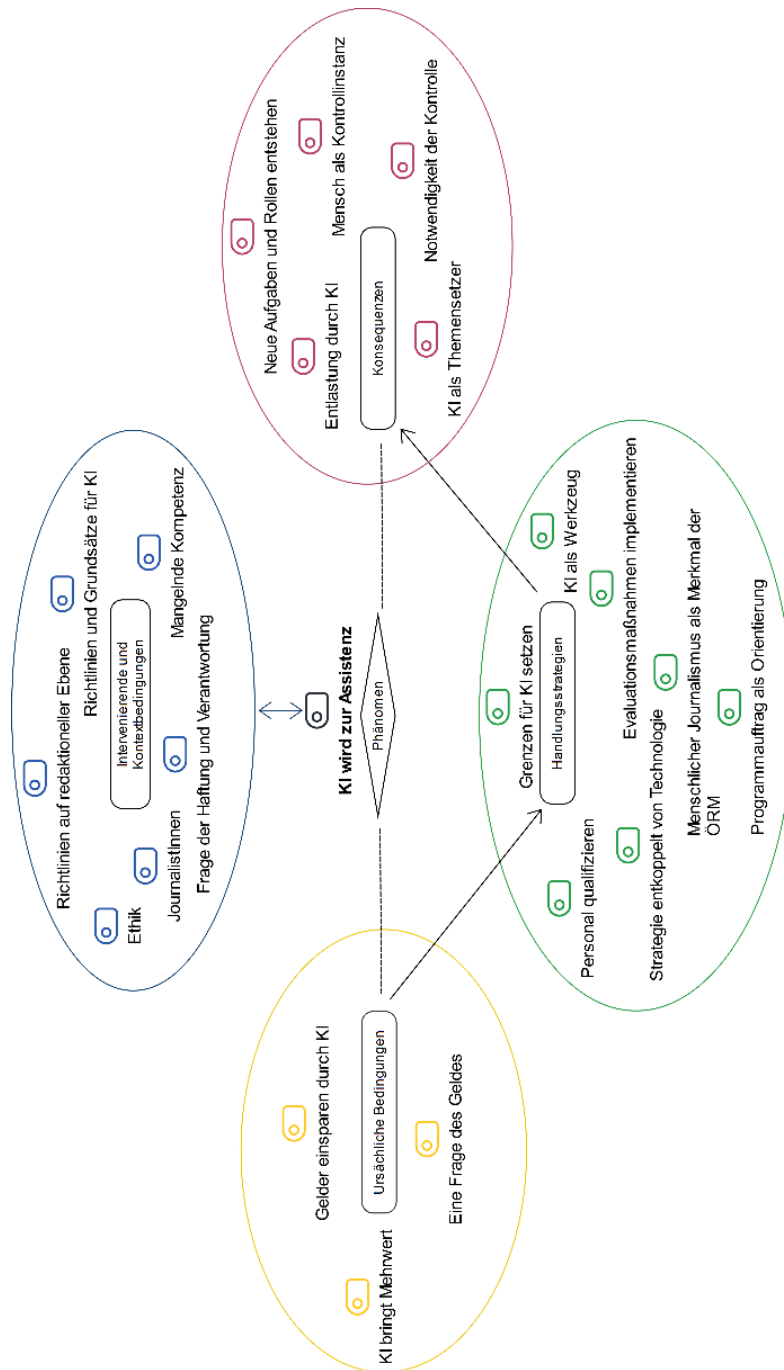 Richtlinien auf redaktioneller Ebene
Richtlinien und Grundsätze für KI
Ethik
Intervenierende und
Kontextbedingungen
JournalistInnen
Mangelnde Kompetenz
Frage der Haftung und Verantwortung
Gelder einsparen durch KI
KI bringt Mehrwert
Ursächliche Bedingungen
Eine Frage des Geldes
KI wird zur Assistenz
Phänomen
Neue Aufgaben und Rollen entstehen
Entlastung durch KI
Mensch als Kontrollinstanz
Konsequenzen
KI als Themensetzer
Notwendigkeit der Kontrolle
Grenzen für KI setzen
Handlungsstrategien
KI als Werkzeug
Personal qualifizieren
Evaluationsmaßnahmen implementieren
Strategie entkoppelt von Technologie
Menschlicher Journalismus als Merkmal der
ÖRM
Programmauftrag als Orientierung